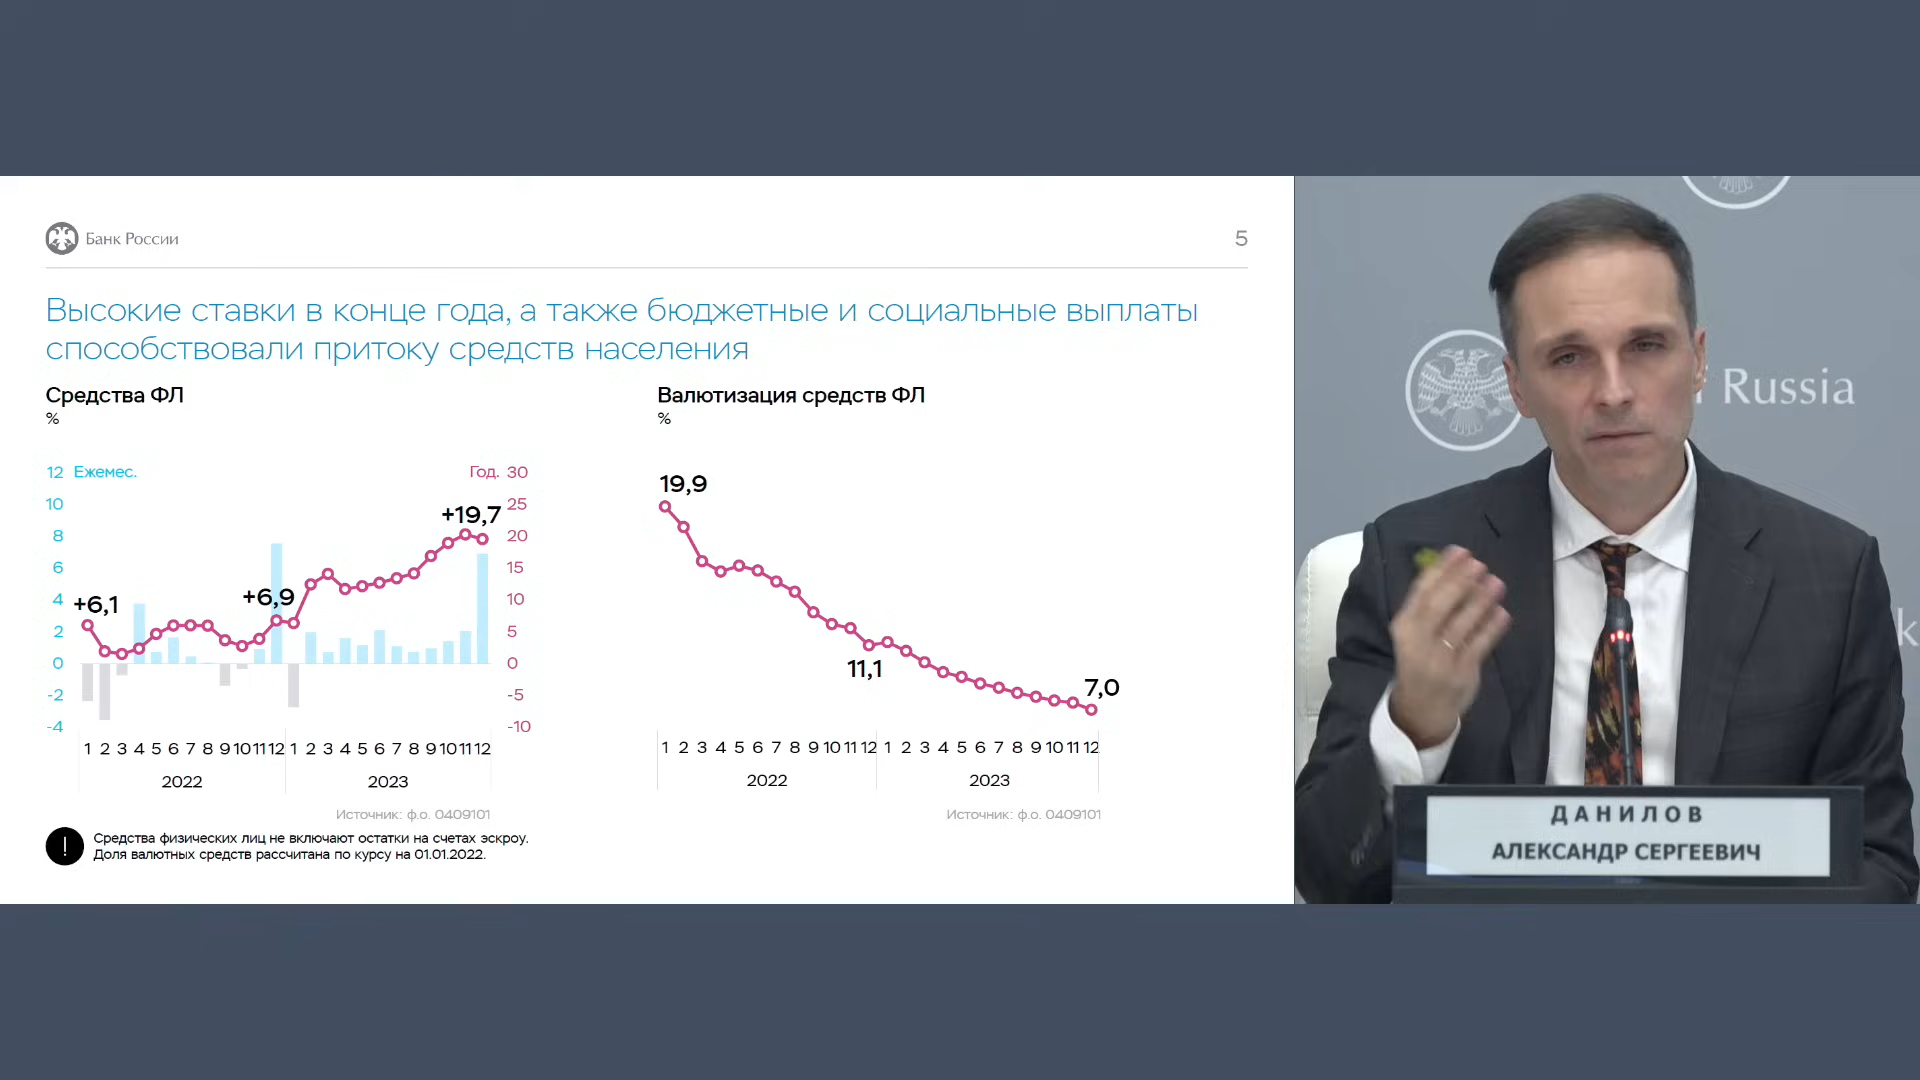 Банк России
5
Высокие ставки в конце года, а также бюджетные и социальные выплаты
способствовали притоку средств населения
Средства ФЛ
%
12 Ежемес.
Год. 30
10
25
8
20
6
15
4
10
2
5
0
0
-2
-5
-4
-10
+6,1
+6,9
+19,7
1 2 3 4 5 6 7 8 9 10 11 12 1 2 3 4 5 6 7 8 9 10 11 12
2022
2023
Источник: ф.о. 0409101
Валютизация средств ФЛ
%
19,9
11,1
7,0
1 2 3 4 5 6 7 8 9 10 11 12 1 2 3 4 5 6 7 8 9 10 11 12
2022
2023
Источник: ф.о. 0409101
!
Средства физических лиц не включают остатки на счетах эскроу.
Доля валютных средств рассчитана по курсу на 01.01.2022.
Russia
ДАНИЛОВ
АЛЕКСАНДР СЕРГЕЕВИЧ